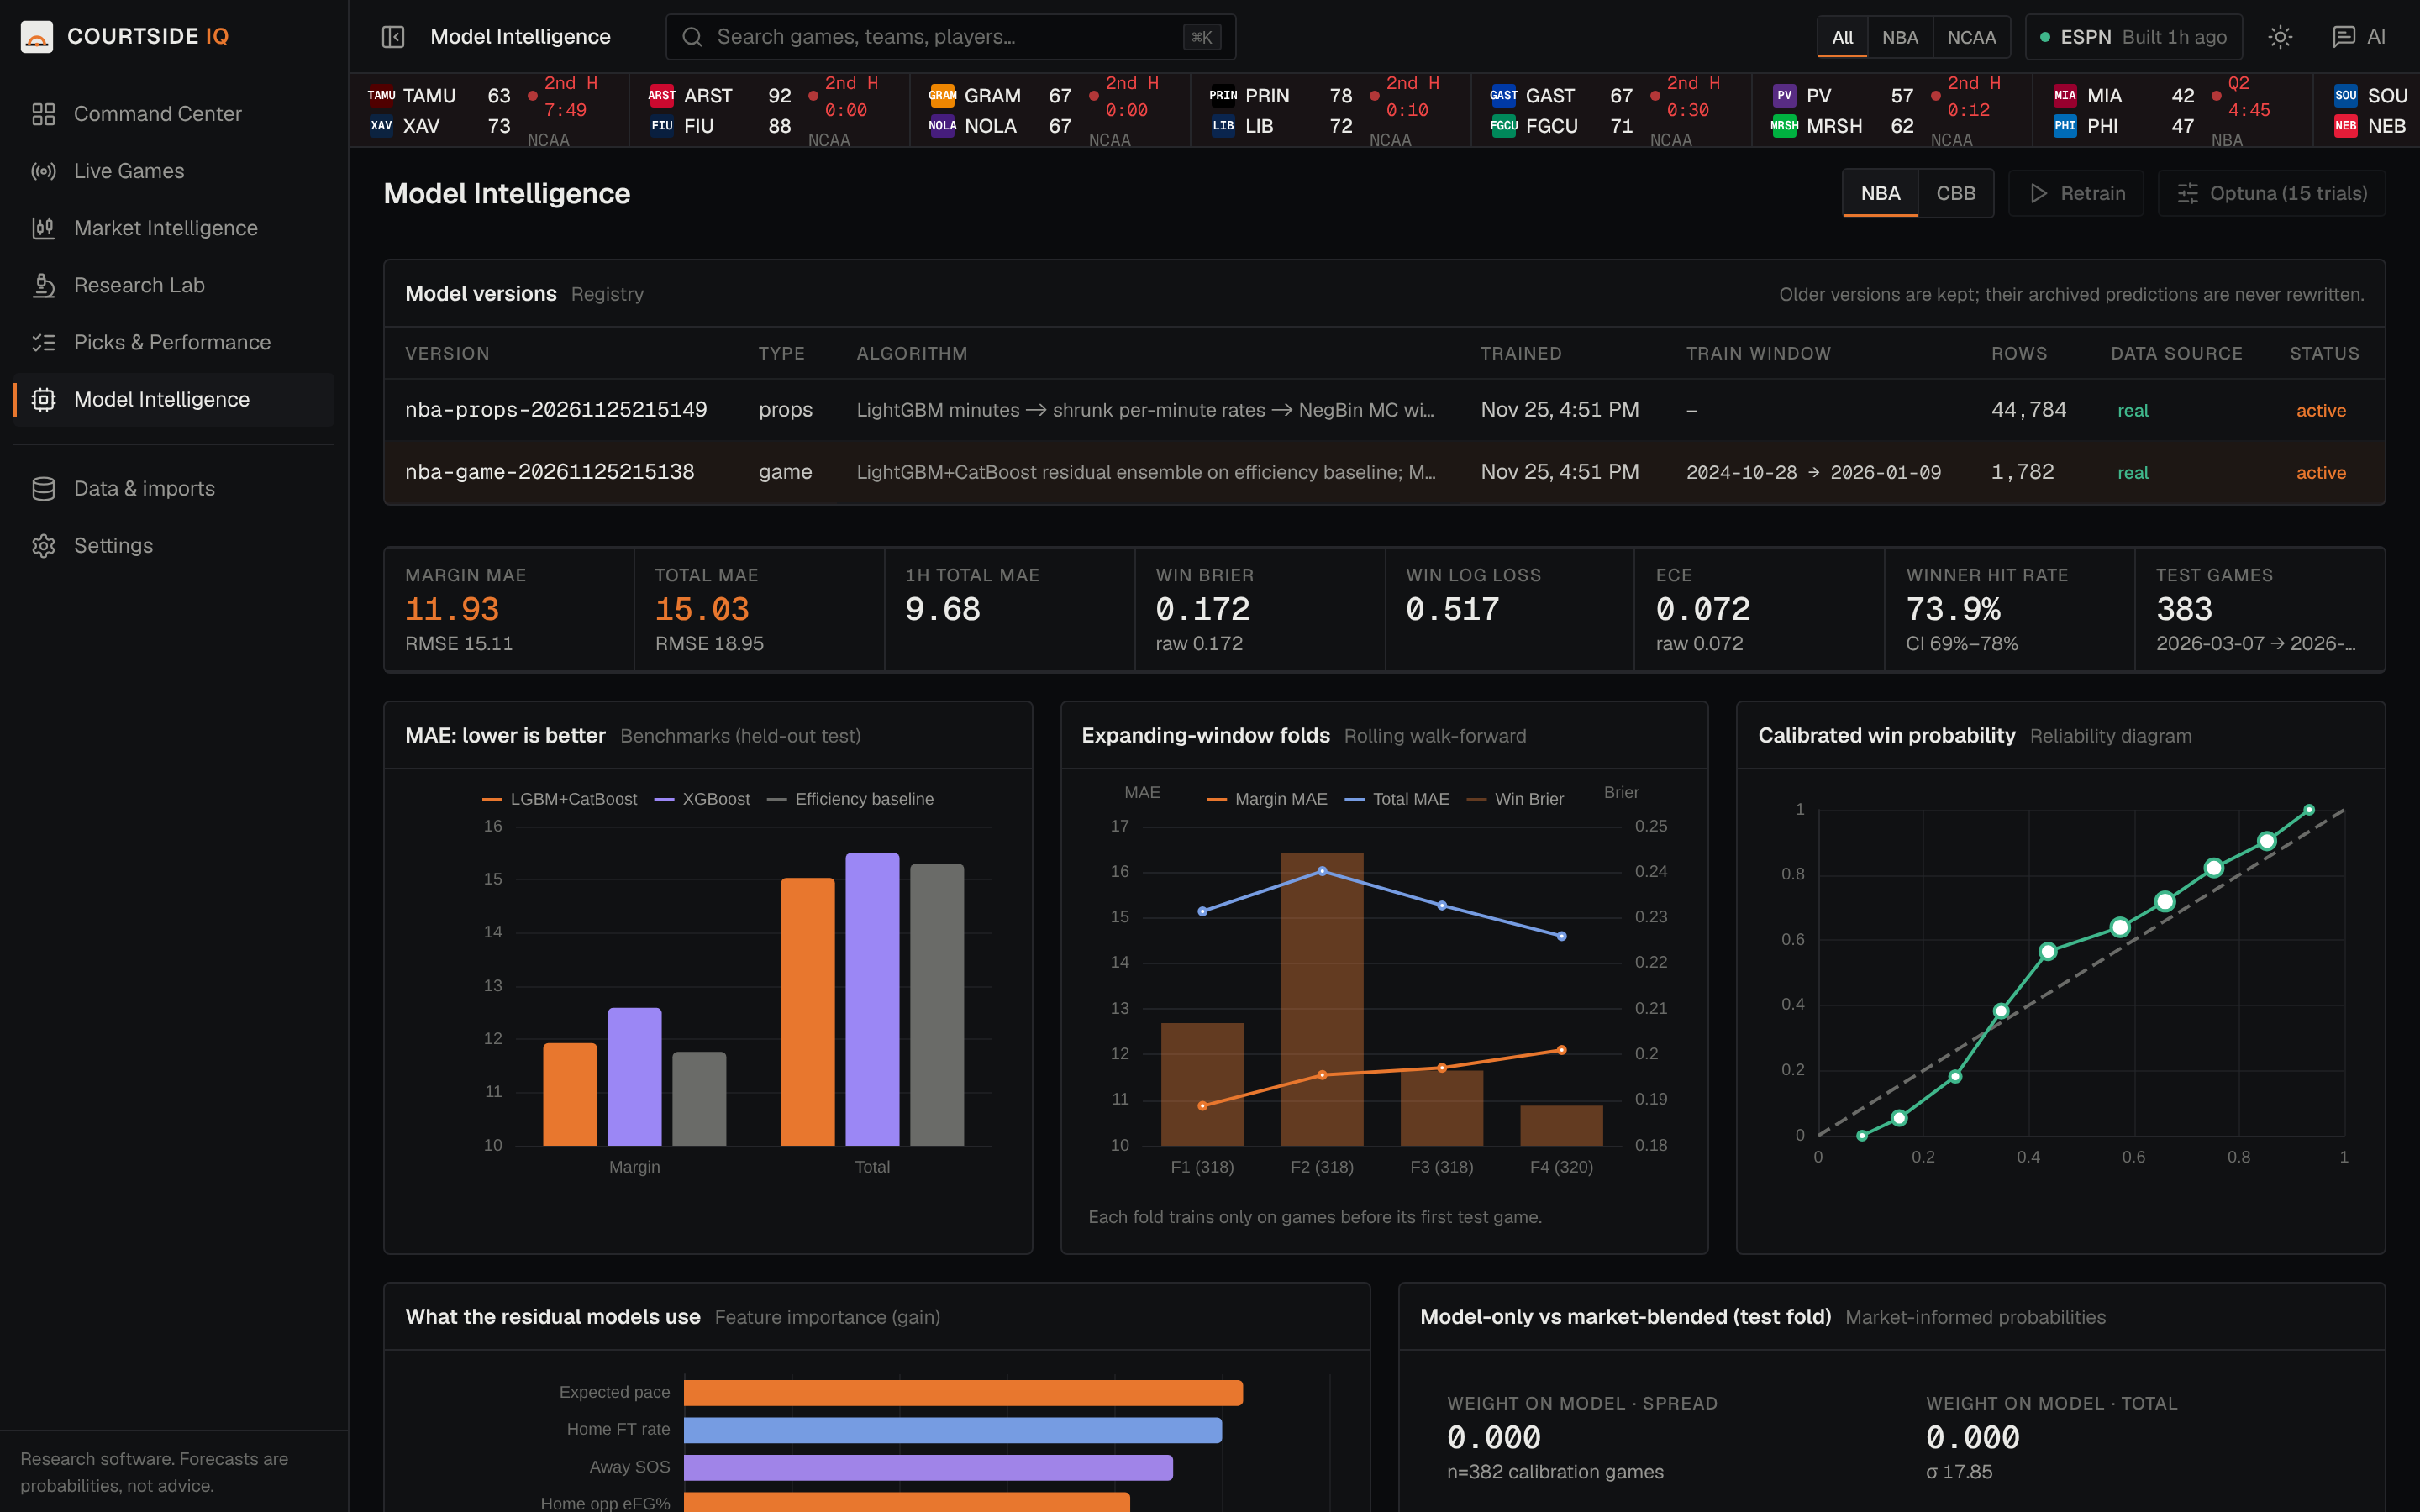 COURTSIDE IQ
Command Center
Live Games
Market Intelligence
Research Lab
Picks & Performance
Model Intelligence
Data & imports
Settings
Research software. Forecasts are
probabilities, not advice.
Model Intelligence
Search games, teams, players...
⌘K
All NBA NCAA
ESPN Built 1h ago
AI
TAMU TAMU 63 2nd H 7:49
XAV XAV 73 NCAA
ARST ARST 92 2nd H 0:00
FIU FIU 88 NCAA
GRAM GRAM 67 2nd H 0:00
NOLA NOLA 67 NCAA
PRIN PRIN 78 2nd H 0:10
LIB LIB 72 NCAA
GAST GAST 67 2nd H 0:30
FGCU FGCU 71 NCAA
PV PV 57 2nd H 0:12
MRSH MRSH 62 NCAA
MIA MIA 42 Q2 4:45
PHI PHI 47 NBA
SOU SOU
NEB NEB
Model Intelligence
NBA CBB
Retrain
Optuna (15 trials)
Model versions Registry
Older versions are kept; their archived predictions are never rewritten.
VERSION TYPE ALGORITHM TRAINED TRAIN WINDOW ROWS DATA SOURCE STATUS
nba-props-20261125215149 props LightGBM minutes → shrunk per-minute rates → NegBin MC wi... Nov 25, 4:51 PM – 44,784 real active
nba-game-20261125215138 game LightGBM+CatBoost residual ensemble on efficiency baseline; M... Nov 25, 4:51 PM 2024-10-28 → 2026-01-09 1,782 real active
MARGIN MAE
11.93
RMSE 15.11
TOTAL MAE
15.03
RMSE 18.95
1H TOTAL MAE
9.68
WIN BRIER
0.172
raw 0.172
WIN LOG LOSS
0.517
ECE
0.072
raw 0.072
WINNER HIT RATE
73.9%
CI 69%–78%
TEST GAMES
383
2026-03-07 → 2026-...
MAE: lower is better Benchmarks (held-out test)
LGBM+CatBoost XGBoost Efficiency baseline
16
15
14
13
12
11
10
Margin Total
Expanding-window folds Rolling walk-forward
MAE Margin MAE Total MAE Win Brier Brier
17 0.25
16 0.24
15 0.23
14 0.22
13 0.21
12 0.2
11 0.19
10 0.18
F1 (318) F2 (318) F3 (318) F4 (320)
Each fold trains only on games before its first test game.
Calibrated win probability Reliability diagram
1
0.8
0.6
0.4
0.2
0
0 0.2 0.4 0.6 0.8 1
What the residual models use Feature importance (gain)
Expected pace
Home FT rate
Away SOS
Home opp eFG%
Model-only vs market-blended (test fold) Market-informed probabilities
WEIGHT ON MODEL · SPREAD
0.000
n=382 calibration games
WEIGHT ON MODEL · TOTAL
0.000
σ 17.85